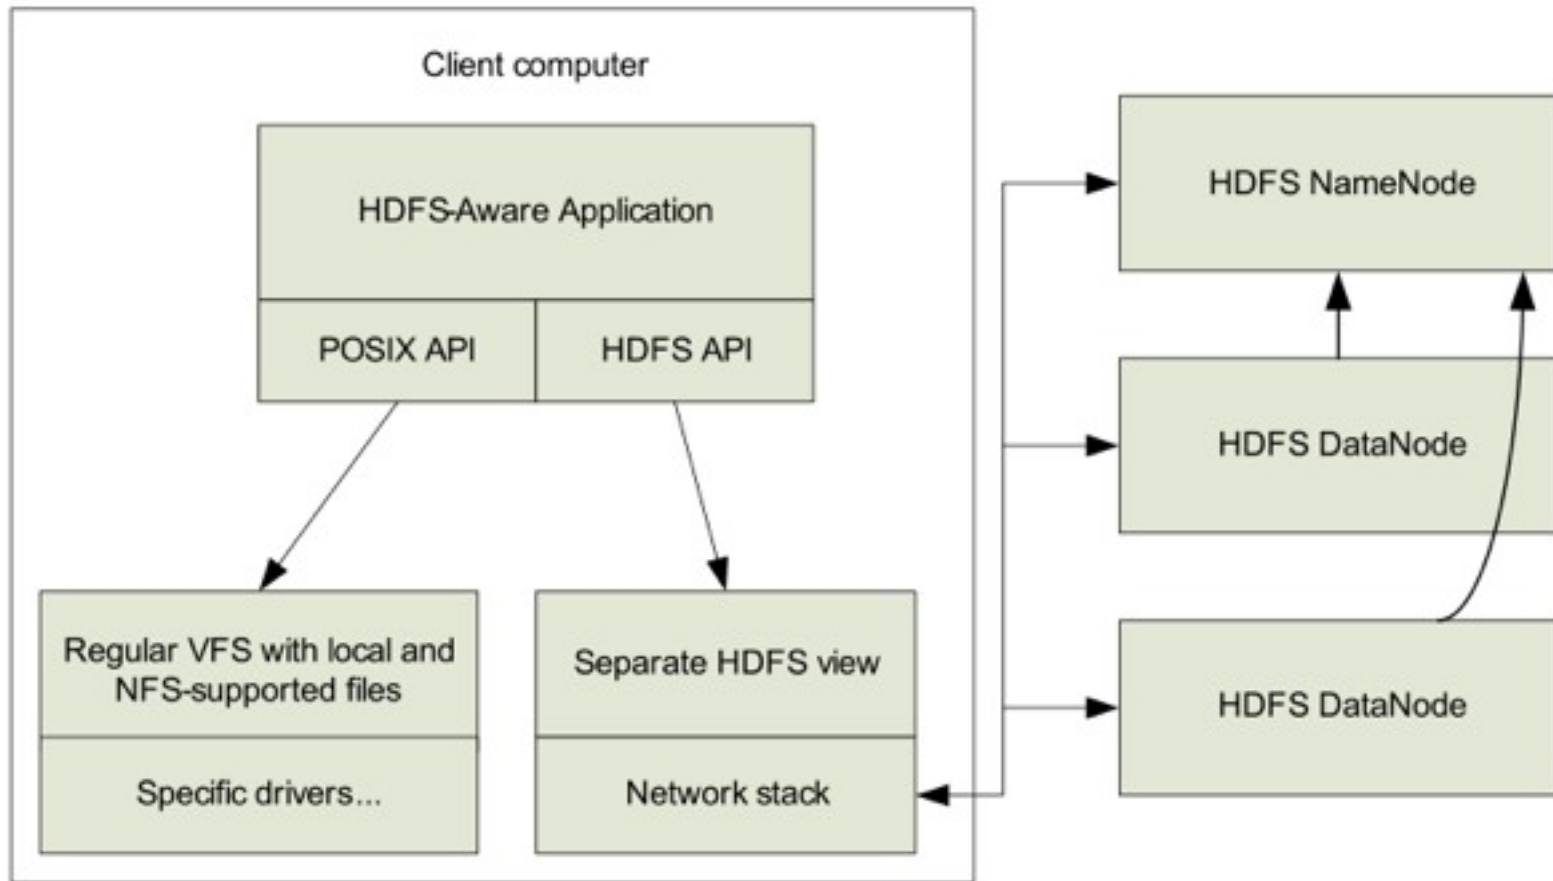 Client computer
HDFS-Aware Application
POSIX API
HDFS API
Regular VFS with local and
NFS-supported files
Specific drivers...
Separate HDFS view
Network stack
HDFS NameNode
HDFS DataNode
HDFS DataNode